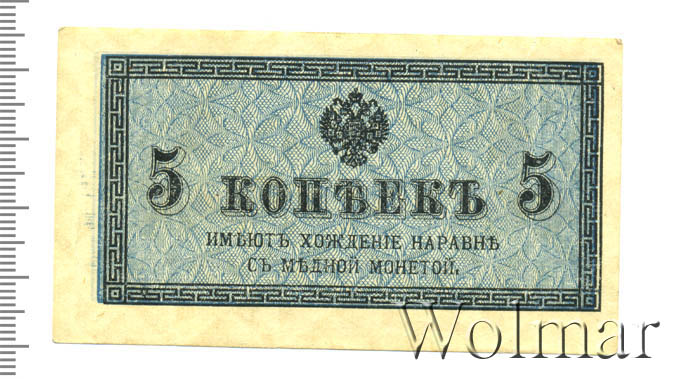 5 КОПѢЕКЪ 5
ИМѢЮТЪ ХОЖДЕНІЕ НАРАВНѢ
СЪ МѢДНОЙ МОНЕТОЙ.
Wolmar